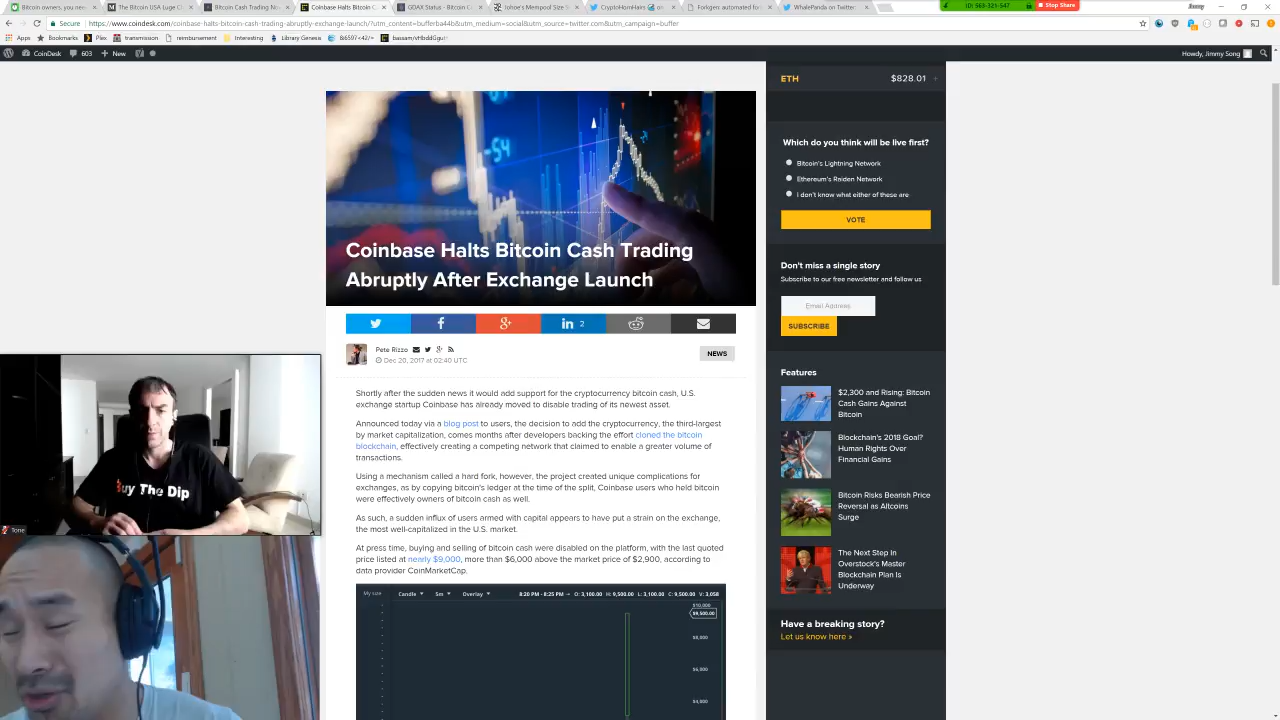 Bitcoin owners, you nee
The Bitcoin USA Luge Cl
Bitcoin Cash Trading No
Coinbase Halts Bitcoin C
GDAX Status - Bitcoin C
Johoe's Mempool Size
CryptoHornHairs
Forkgen: automated for
WhalePanda on Twitter
ID: 563-321-547
Stop Share
Jimmy
Secure
https://www.coindesk.com/coinbase-halts-bitcoin-cash-trading-abruptly-exchange-launch/?utm_content=bufferba44b&utm_medium=social&utm_source=twitter.com&utm_campaign=buffer
Apps
Bookmarks
Plex
transmission
reimbursement
Interesting
Library Genesis
CoinDesk
603
+ New
Howdy, Jimmy Song
ETH
$828.01 +
-54
Coinbase Halts Bitcoin Cash Trading
Abruptly After Exchange Launch
in 2
Pete Rizzo
Dec 20, 2017 at 02:40 UTC
NEWS
Shortly after the sudden news it would add support for the cryptocurrency bitcoin cash, U.S.
exchange startup Coinbase has already moved to disable trading of its newest asset.
Announced today via a blog post to users, the decision to add the cryptocurrency, the third-largest
by market capitalization, comes months after developers backing the effort cloned the bitcoin
blockchain, effectively creating a competing network that claimed to enable a greater volume of
transactions.
Using a mechanism called a hard fork, however, the project created unique complications for
exchanges, as by copying bitcoin's ledger at the time of the split, Coinbase users who held bitcoin
were effectively owners of bitcoin cash as well.
As such, a sudden influx of users armed with capital appears to have put a strain on the exchange,
the most well-capitalized in the U.S. market.
At press time, buying and selling of bitcoin cash were disabled on the platform, with the last quoted
price listed at nearly $9,000, more than $6,000 above the market price of $2,900, according to
data provider CoinMarketCap.
My size
Candle
5m
Overlay
8:20 PM - 8:25 PM → O: 3,100.00 H: 9,500.00 L: 3,100.00 C: 9,500.00 V: 3,058
$10,000
$9,500.00
$8,000
$6,000
$4,000
Which do you think will be live first?
Bitcoin's Lightning Network
Ethereum's Raiden Network
I don't know what either of these are
VOTE
Don't miss a single story
Subscribe to our free newsletter and follow us
Email Address
SUBSCRIBE
Features
$2,300 and Rising: Bitcoin
Cash Gains Against
Bitcoin
Blockchain's 2018 Goal?
Human Rights Over
Financial Gains
Bitcoin Risks Bearish Price
Reversal as Altcoins
Surge
The Next Step in
Overstock's Master
Blockchain Plan Is
Underway
Have a breaking story?
Let us know here »
Buy The Dip
Tone